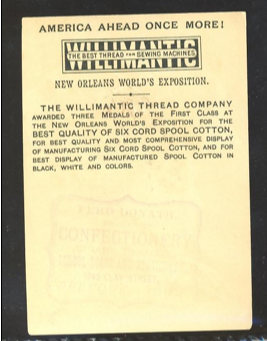 AMERICA AHEAD ONCE MORE!
WILLIMANTIC
THE BEST THREAD FOR SEWING MACHINES
NEW ORLEANS WORLD'S EXPOSITION.
THE WILLIMANTIC THREAD COMPANY
AWARDED THREE MEDALS OF THE FIRST CLASS AT
THE NEW ORLEANS WORLD'S EXPOSITION FOR THE
BEST QUALITY OF SIX CORD SPOOL COTTON,
FOR BEST QUALITY AND MOST COMPREHENSIVE DISPLAY
OF MANUFACTURING SIX CORD SPOOL COTTON, AND FOR
BEST DISPLAY OF MANUFACTURED SPOOL COTTON IN
BLACK, WHITE AND COLORS.